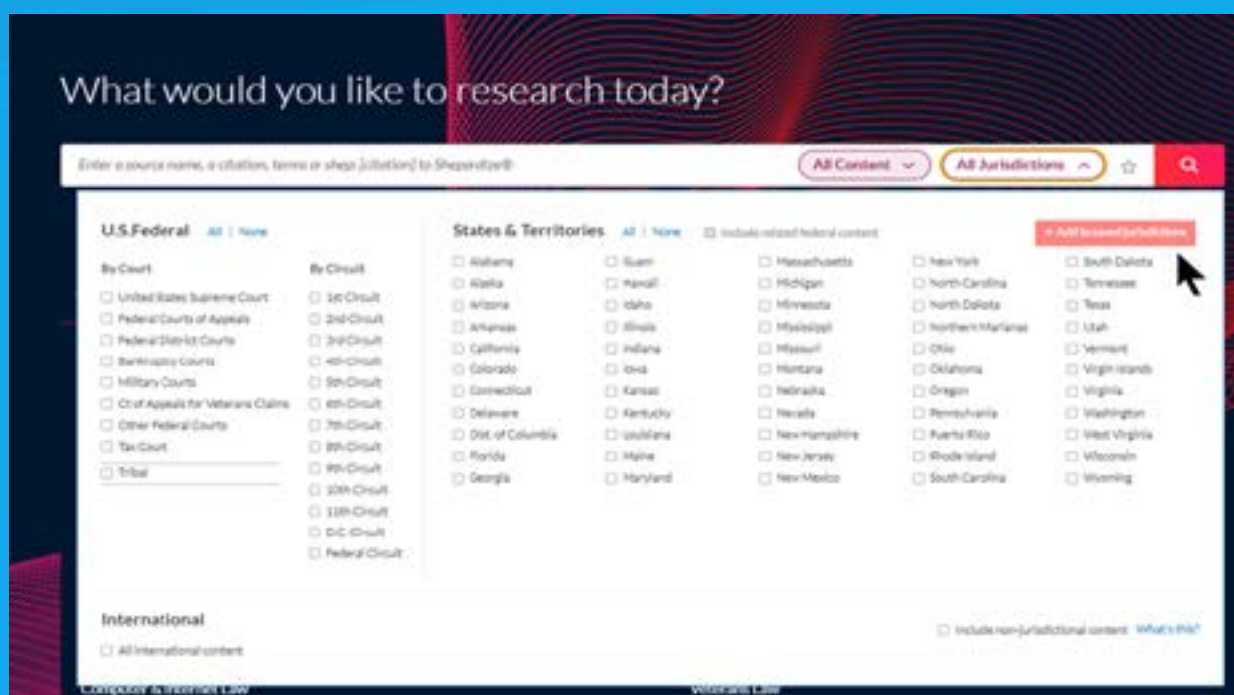 What would you like to research today?
Enter a source name, a citation, terms or shep: [citation] to Shepardize®
All Content
All Jurisdictions
U.S.Federal All | None
By Court
United States Supreme Court
Federal Courts of Appeals
Federal District Courts
Bankruptcy Courts
Military Courts
Ct of Appeals for Veterans Claims
Other Federal Courts
Tax Court
Tribal
By Circuit
1st Circuit
2nd Circuit
3rd Circuit
4th Circuit
5th Circuit
6th Circuit
7th Circuit
8th Circuit
9th Circuit
10th Circuit
11th Circuit
D.C. Circuit
Federal Circuit
States & Territories All | None Include related federal content
+ Add to saved jurisdictions
Alabama
Alaska
Arizona
Arkansas
California
Colorado
Connecticut
Delaware
Dist. of Columbia
Florida
Georgia
Guam
Hawaii
Idaho
Illinois
Indiana
Iowa
Kansas
Kentucky
Louisiana
Maine
Maryland
Massachusetts
Michigan
Minnesota
Mississippi
Missouri
Montana
Nebraska
Nevada
New Hampshire
New Jersey
New Mexico
New York
North Carolina
North Dakota
Northern Marianas
Ohio
Oklahoma
Oregon
Pennsylvania
Puerto Rico
Rhode Island
South Carolina
South Dakota
Tennessee
Texas
Utah
Vermont
Virgin Islands
Virginia
Washington
West Virginia
Wisconsin
Wyoming
International
All international content
Include non-jurisdictional content What's this?
Computer & Internet Law
Veterans Law